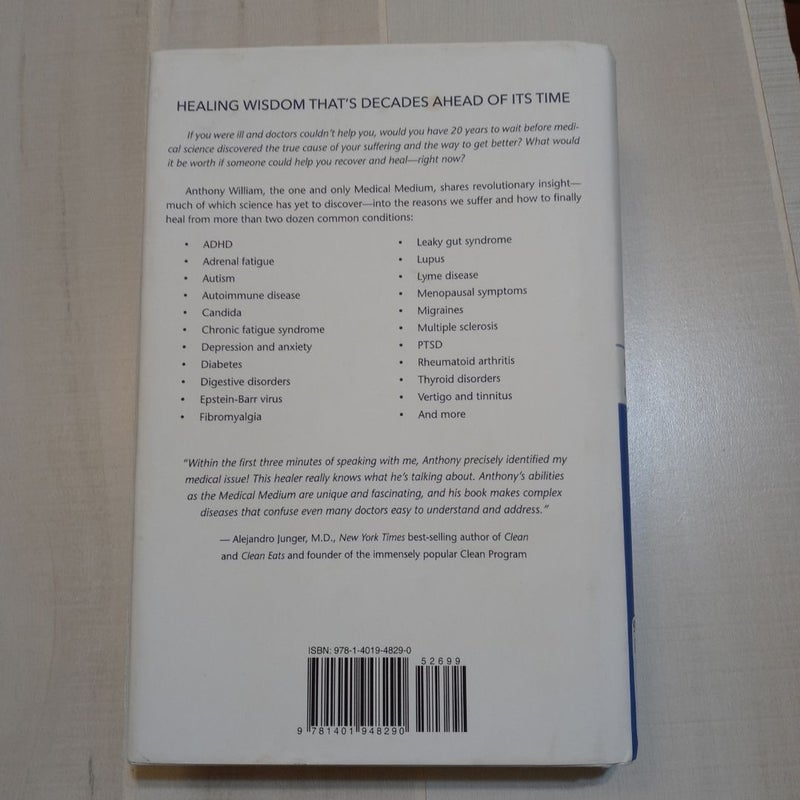 HEALING WISDOM THAT'S DECADES AHEAD OF ITS TIME
If you were ill and doctors couldn't help you, would you have 20 years to wait before medi-
cal science discovered the true cause of your suffering and the way to get better? What would
it be worth if someone could help you recover and heal—right now?
Anthony William, the one and only Medical Medium, shares revolutionary insight—
much of which science has yet to discover—into the reasons we suffer and how to finally
heal from more than two dozen common conditions:
• ADHD
• Adrenal fatigue
• Autism
• Autoimmune disease
• Candida
• Chronic fatigue syndrome
• Depression and anxiety
• Diabetes
• Digestive disorders
• Epstein-Barr virus
• Fibromyalgia
• Leaky gut syndrome
• Lupus
• Lyme disease
• Menopausal symptoms
• Migraines
• Multiple sclerosis
• PTSD
• Rheumatoid arthritis
• Thyroid disorders
• Vertigo and tinnitus
• And more
"Within the first three minutes of speaking with me, Anthony precisely identified my
medical issue! This healer really knows what he's talking about. Anthony's abilities
as the Medical Medium are unique and fascinating, and his book makes complex
diseases that confuse even many doctors easy to understand and address."
— Alejandro Junger, M.D., New York Times best-selling author of Clean
and Clean Eats and founder of the immensely popular Clean Program
ISBN: 978-1-4019-4829-0
52699
9 781401 948290